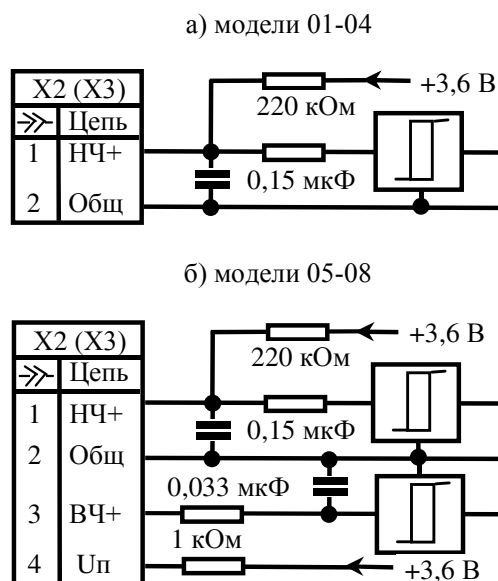 а) модели 01-04
X2 (X3)
Цепь
1 НЧ+
2 Общ
+3,6 В
220 кОм
0,15 мкФ
б) модели 05-08
X2 (X3)
Цепь
1 НЧ+
2 Общ
3 ВЧ+
4 Uп
+3,6 В
220 кОм
0,15 мкФ
0,033 мкФ
1 кОм
+3,6 В